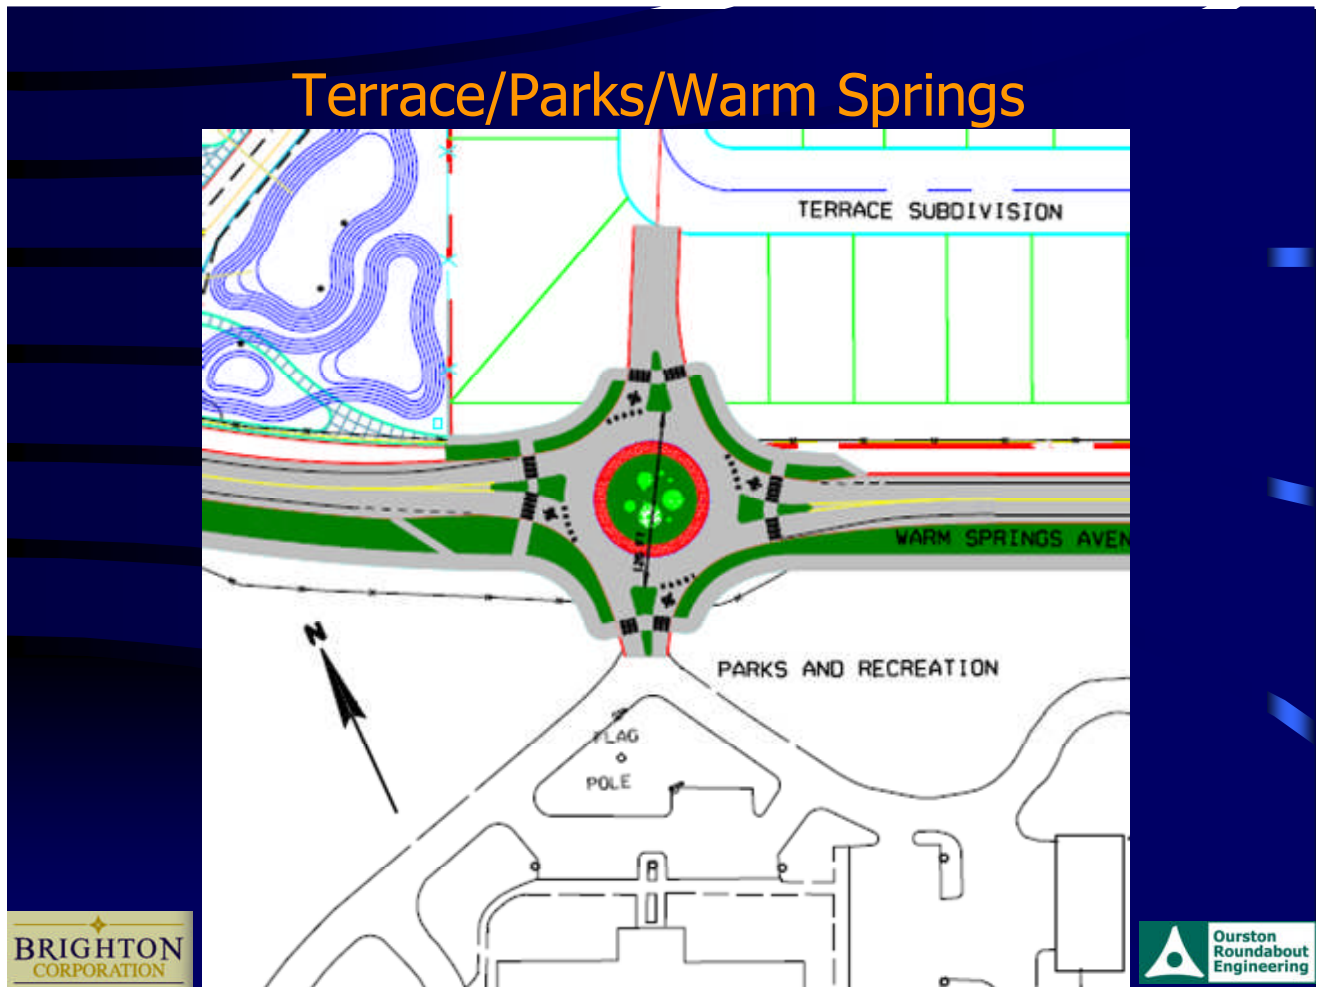 Terrace/Parks/Warm Springs
TERRACE SUBDIVISION
WARM SPRINGS AVEN
N
PARKS AND RECREATION
FLAG
POLE
BRIGHTON
CORPORATION
Ourston
Roundabout
Engineering